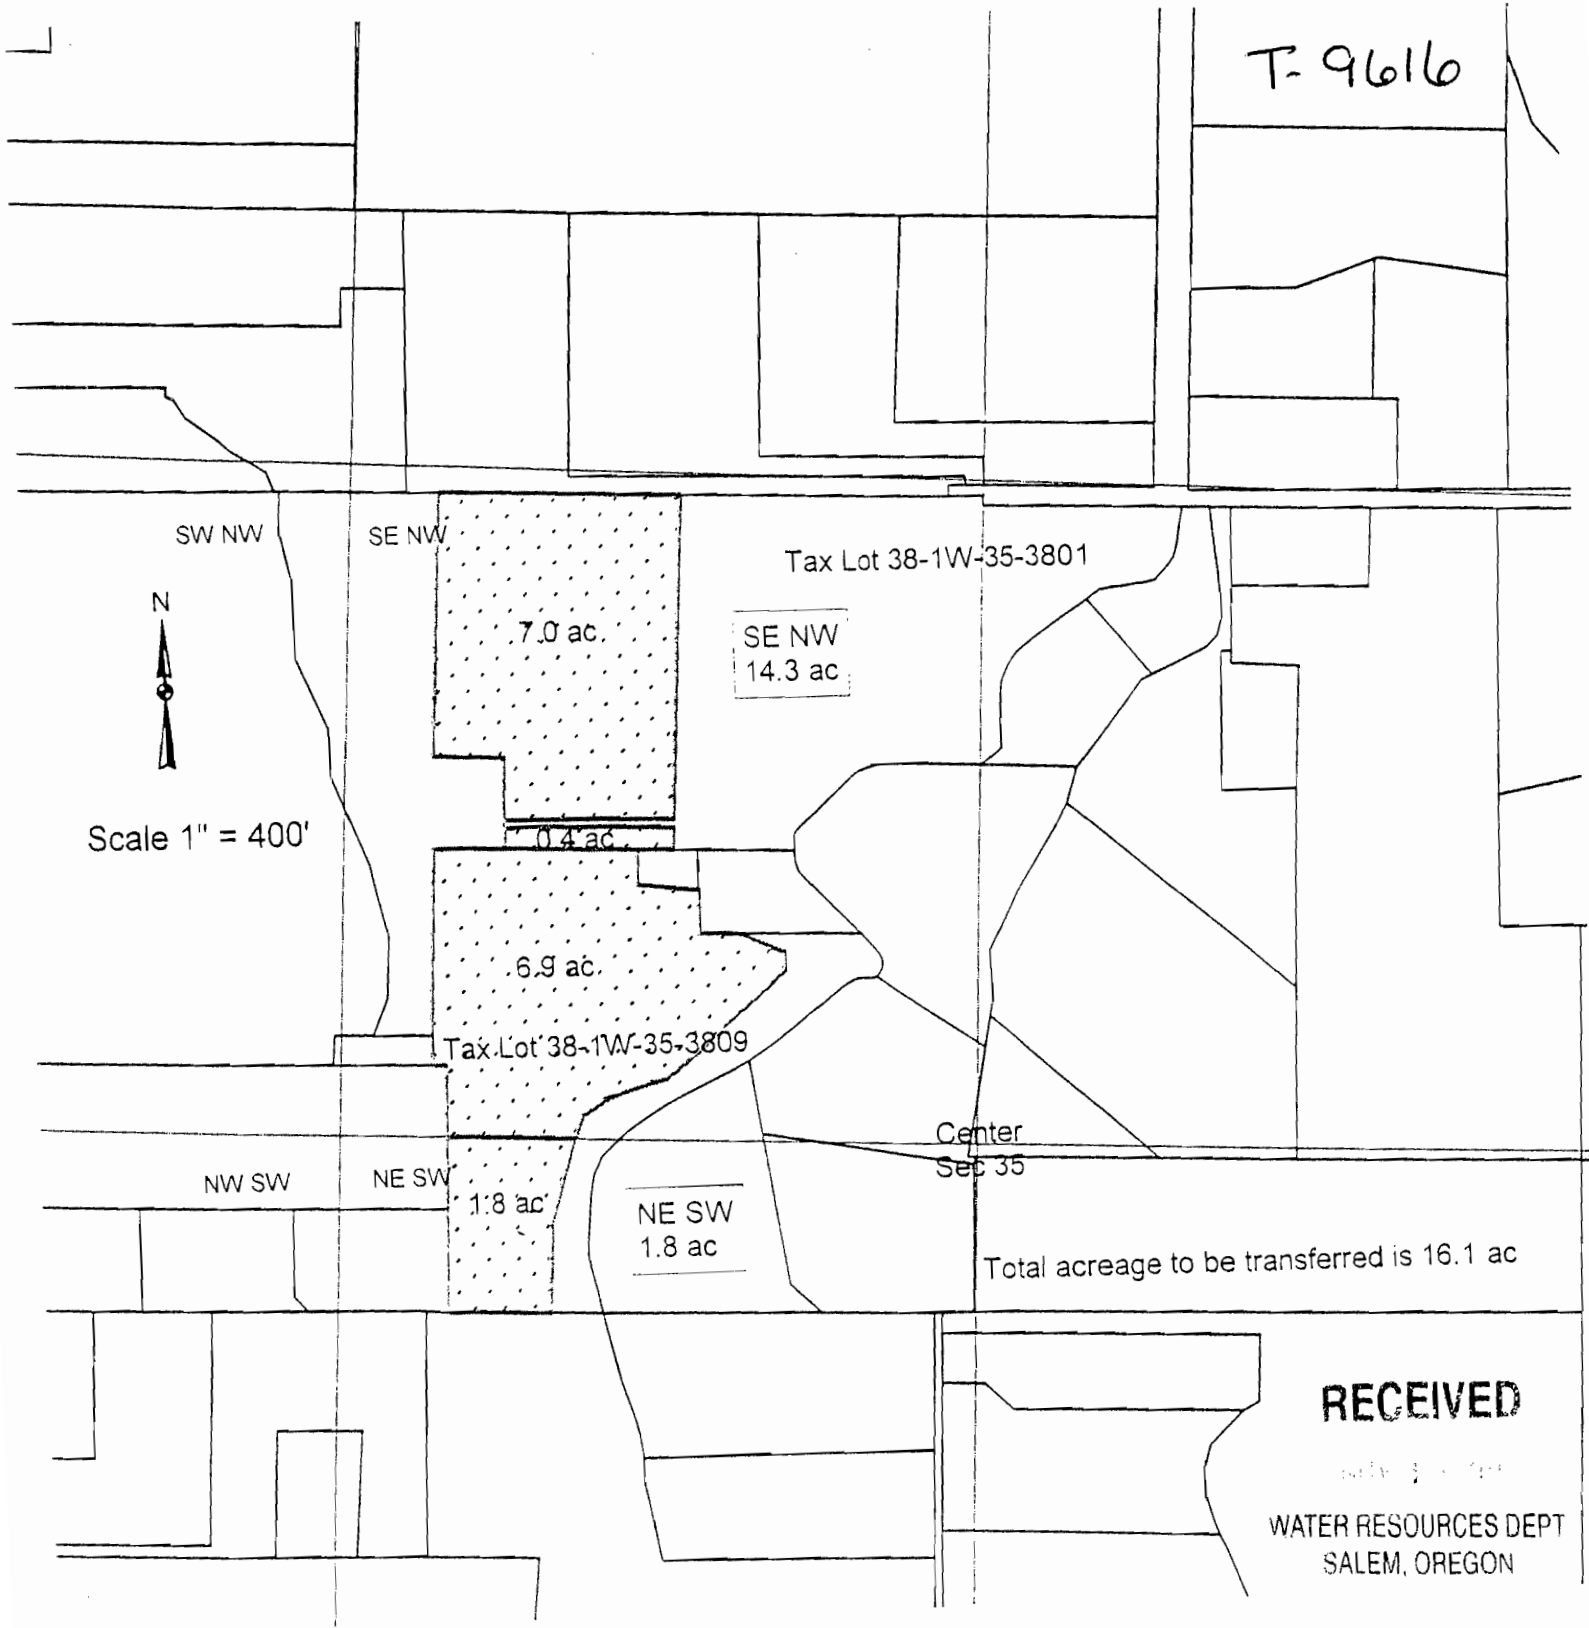 T-9616
SW NW
SE NW
Tax Lot 38-1W-35-3801
N
7.0 ac.
SE NW
14.3 ac
Scale 1" = 400'
0.4 ac
6.9 ac.
Tax Lot 38-1W-35-3809
Center
Sec 35
NW SW
NE SW
1.8 ac
NE SW
1.8 ac
Total acreage to be transferred is 16.1 ac
RECEIVED
WATER RESOURCES DEPT
SALEM, OREGON